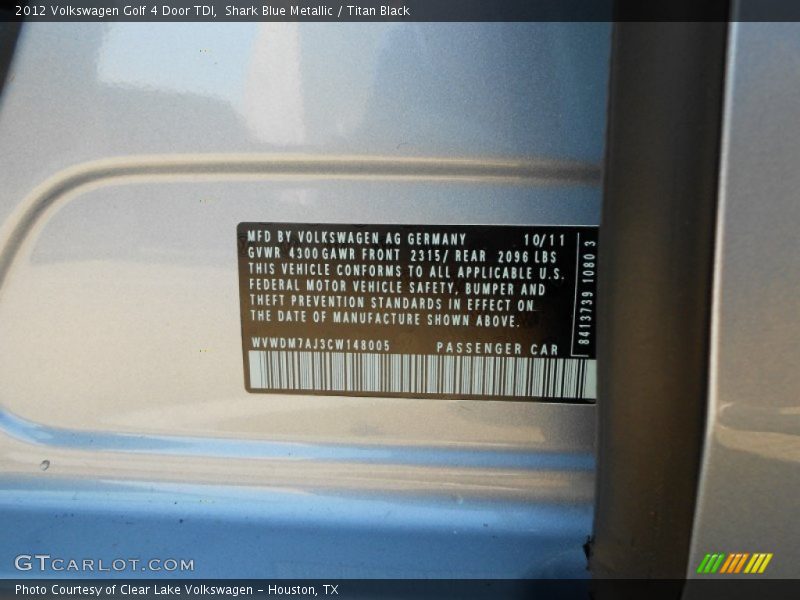 2012 Volkswagen Golf 4 Door TDI, Shark Blue Metallic / Titan Black
MFD BY VOLKSWAGEN AG GERMANY 10/11
GVWR 4300 GAWR FRONT 2315/ REAR 2096 LBS
THIS VEHICLE CONFORMS TO ALL APPLICABLE U.S.
FEDERAL MOTOR VEHICLE SAFETY, BUMPER AND
THEFT PREVENTION STANDARDS IN EFFECT ON
THE DATE OF MANUFACTURE SHOWN ABOVE.
WVWDM7AJ3CW148005 PASSENGER CAR
8413739 1080 3
GTCARLOT.COM
Photo Courtesy of Clear Lake Volkswagen - Houston, TX